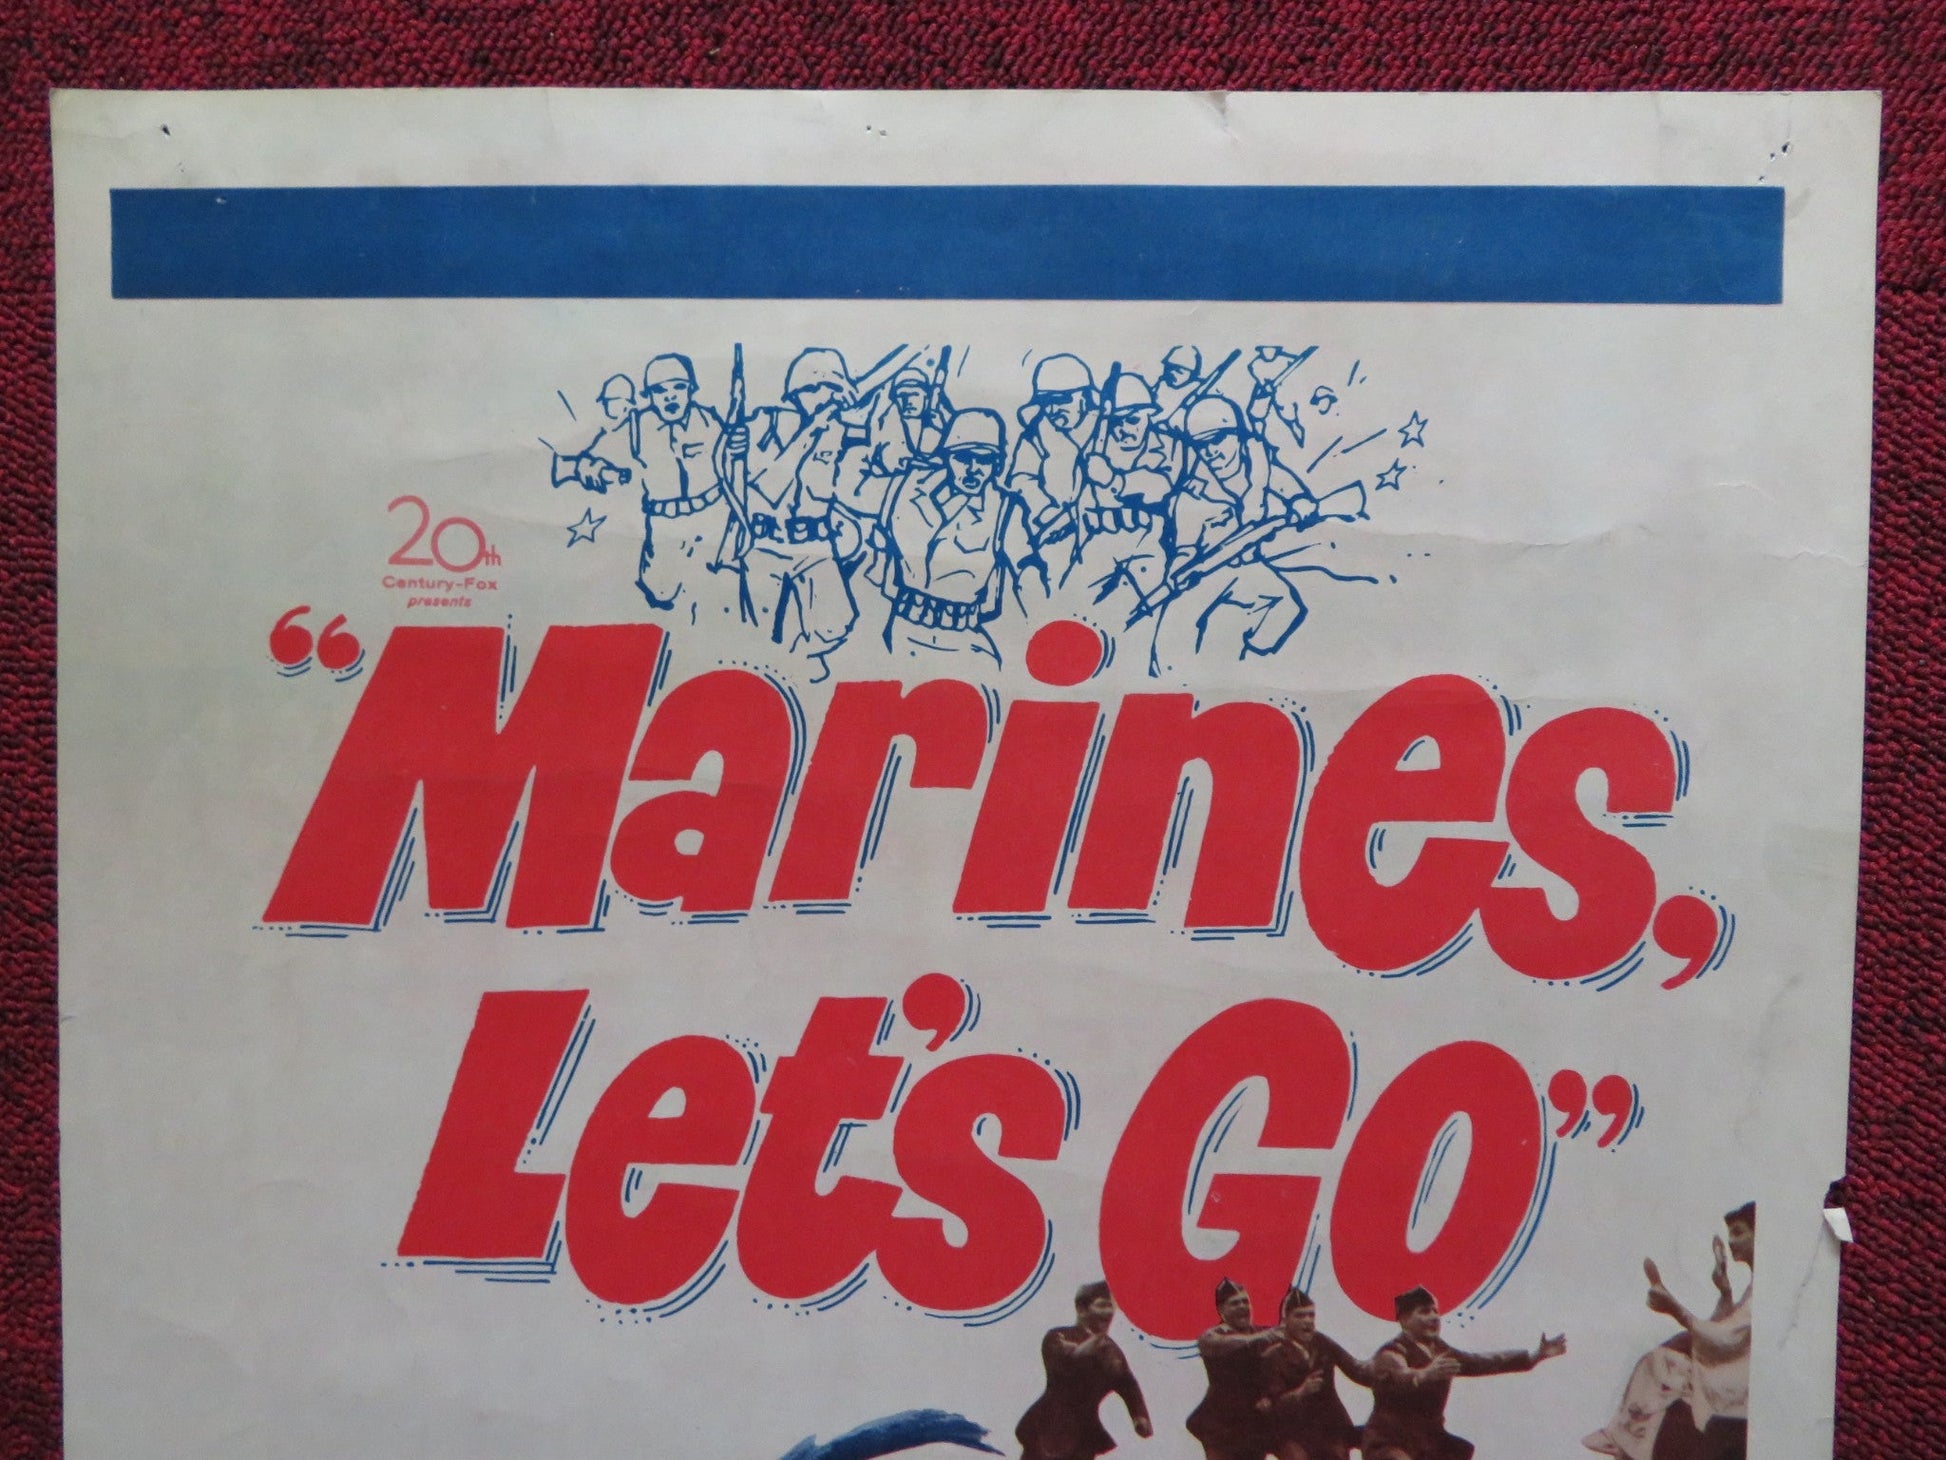 20th
Century-Fox
presents
"Marines,
Let's Go"